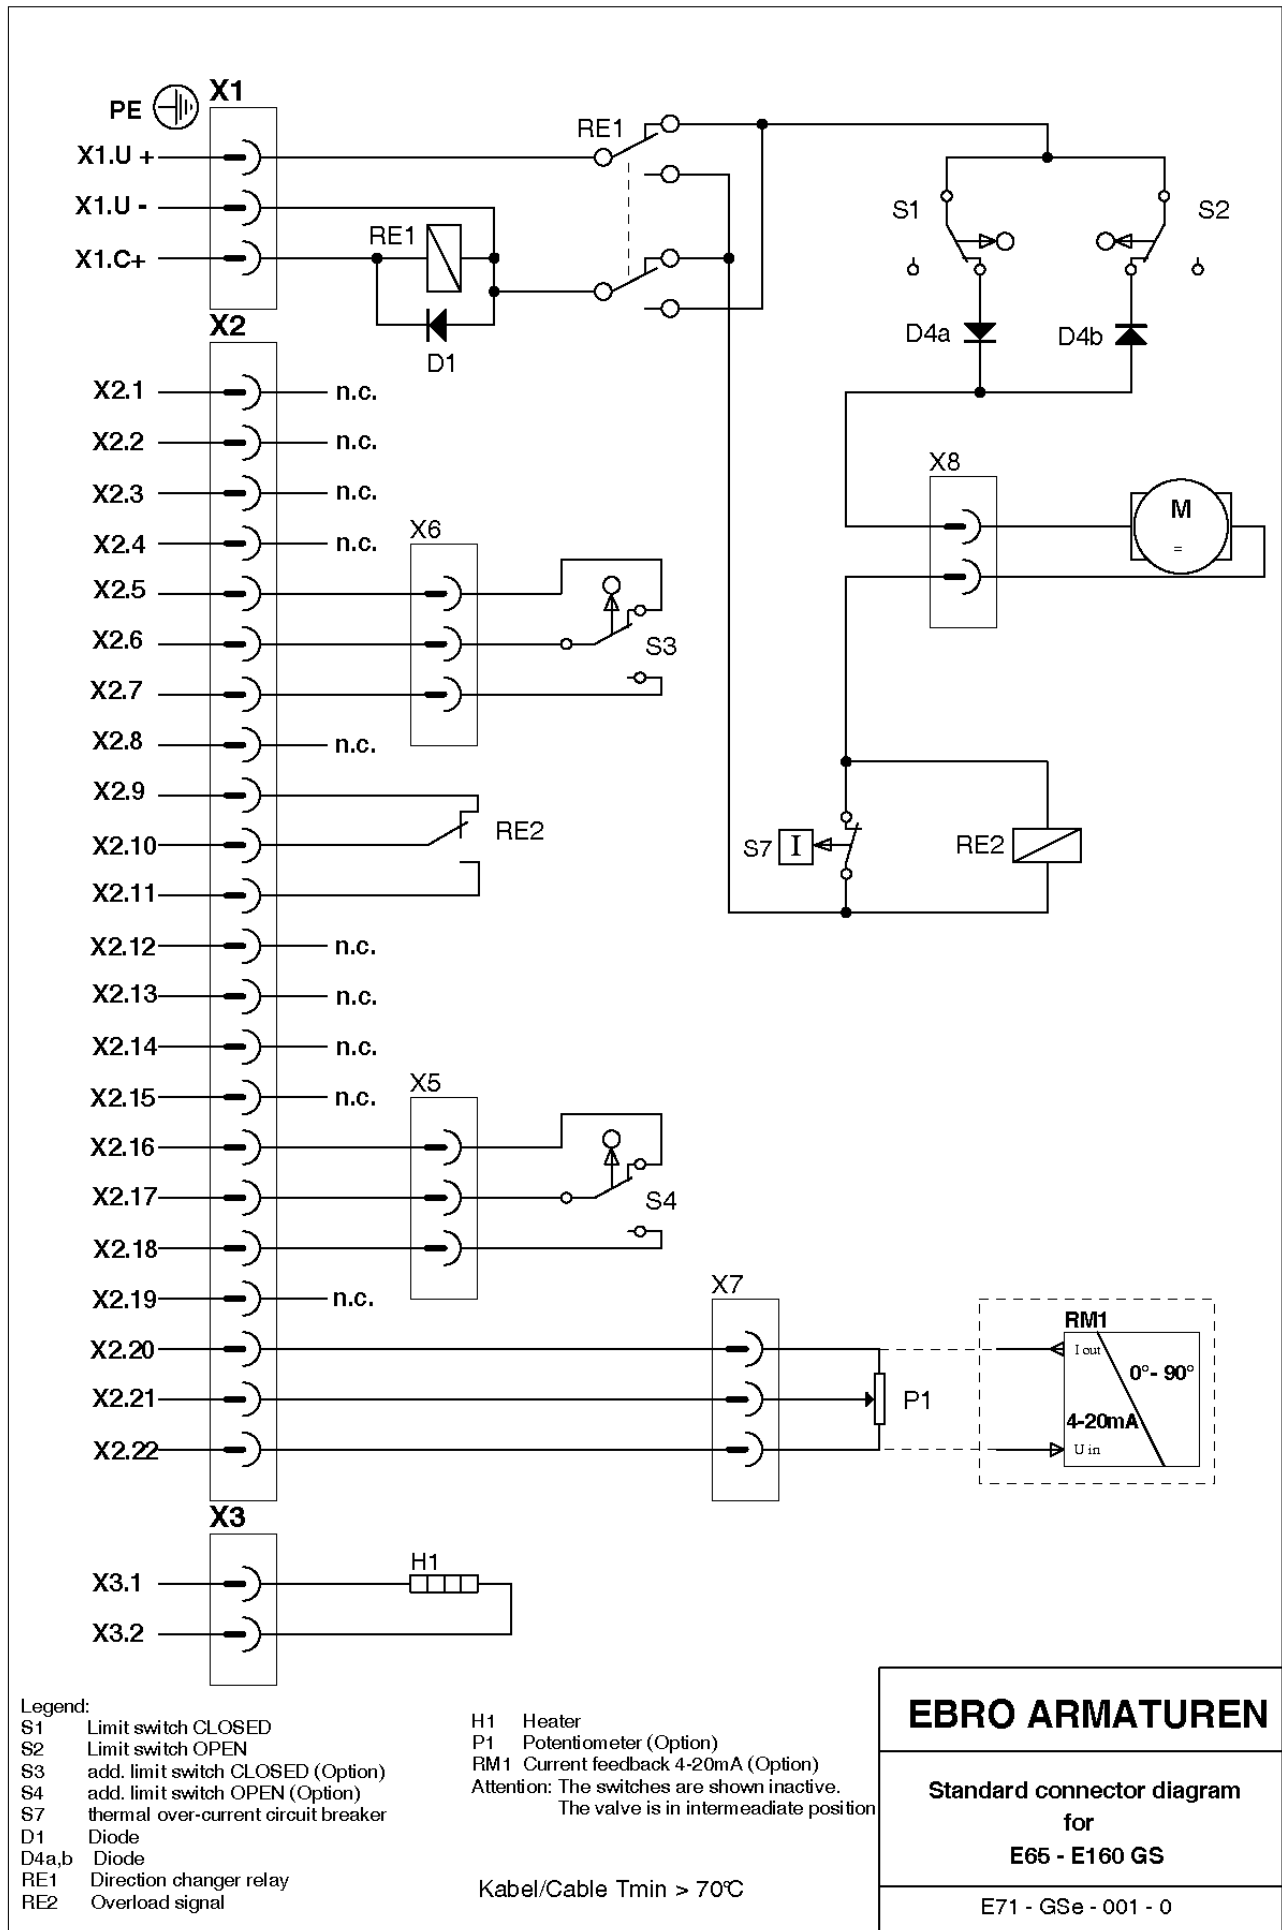 X1
PE
X1.U +
RE1
X1.U -
S1
S2
RE1
X1.C+
X2
D4a
D4b
D1
X2.1
n.c.
X2.2
n.c.
X8
X2.3
n.c.
M
=
X6
X2.4
n.c.
X2.5
X2.6
S3
X2.7
X2.8
n.c.
X2.9
RE2
X2.10
S7
I
RE2
X2.11
X2.12
n.c.
X2.13
n.c.
X2.14
n.c.
X5
X2.15
n.c.
X2.16
X2.17
S4
X2.18
X7
X2.19
n.c.
RM1
X2.20
I out
0°- 90°
X2.21
P1
4-20mA
X2.22
U in
X3
H1
X3.1
X3.2
Legend:
S1 Limit switch CLOSED
S2 Limit switch OPEN
S3 add. limit switch CLOSED (Option)
S4 add. limit switch OPEN (Option)
S7 thermal over-current circuit breaker
D1 Diode
D4a,b Diode
RE1 Direction changer relay
RE2 Overload signal
H1 Heater
P1 Potentiometer (Option)
RM1 Current feedback 4-20mA (Option)
Attention: The switches are shown inactive.
The valve is in intermeadiate position
Kabel/Cable Tmin > 70°C
EBRO ARMATUREN
Standard connector diagram
for
E65 - E160 GS
E71 - GSe - 001 - 0